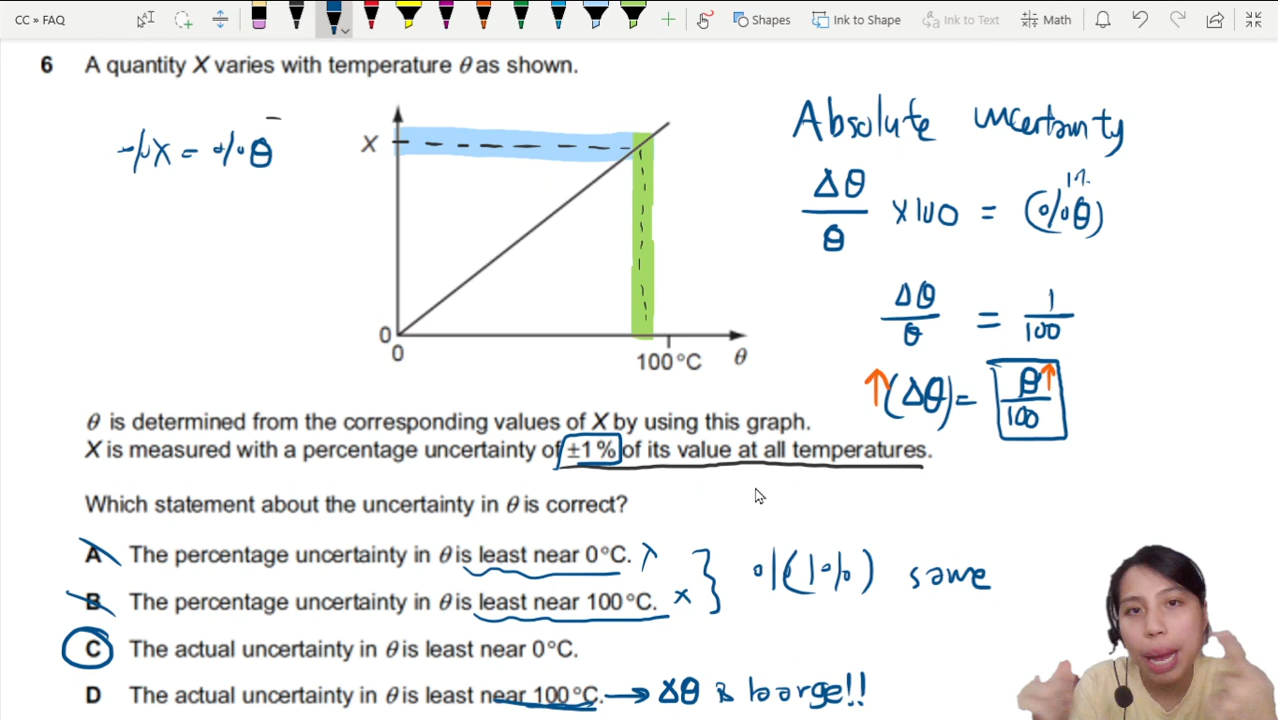 CC » FAQ
Shapes
Ink to Shape
Ink to Text
Math
6 A quantity X varies with temperature θ as shown.
%X = %θ
X
0
0
100 °C
θ
Absolute uncertainty
Δθ/θ × 100 = (%θ)
1%
Δθ/θ = 1/100
↑(Δθ) = θ↑/100
θ is determined from the corresponding values of X by using this graph.
X is measured with a percentage uncertainty of ±1 % of its value at all temperatures.
Which statement about the uncertainty in θ is correct?
A The percentage uncertainty in θ is least near 0 °C. x
B The percentage uncertainty in θ is least near 100 °C. x
(1%) same
C The actual uncertainty in θ is least near 0 °C.
D The actual uncertainty in θ is least near 100 °C. → Δθ is large!!